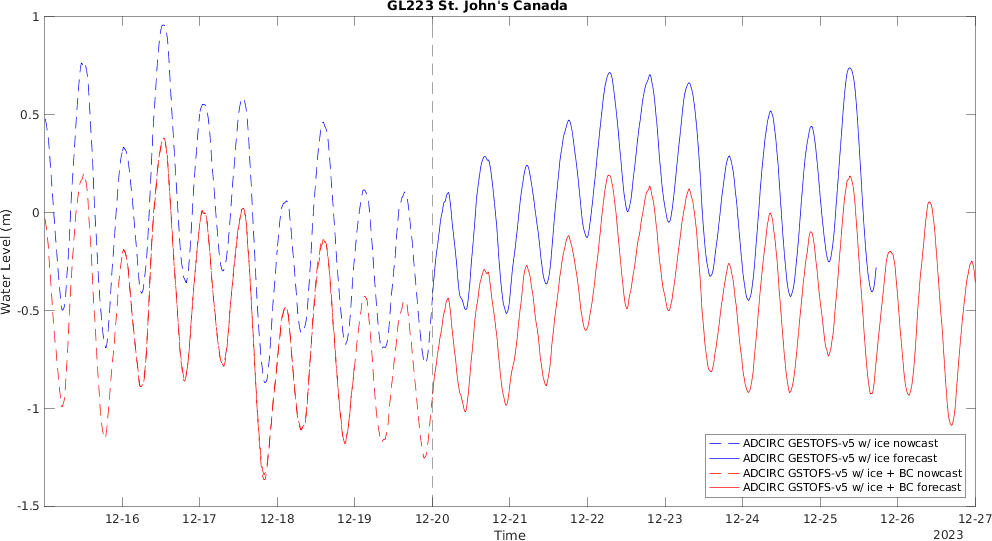 GL223 St. John's Canada
1
0.5
0
-0.5
-1
-1.5
Water Level (m)
ADCIRC GESTOFS-v5 w/ ice nowcast
ADCIRC GESTOFS-v5 w/ ice forecast
ADCIRC GSTOFS-v5 w/ ice + BC nowcast
ADCIRC GSTOFS-v5 w/ ice + BC forecast
12-16 12-17 12-18 12-19 12-20 12-21 12-22 12-23 12-24 12-25 12-26 12-27
Time
2023